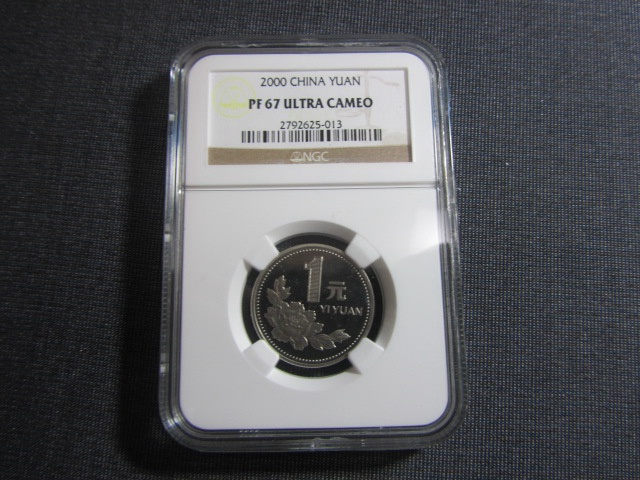 2000 CHINA YUAN
PF 67 ULTRA CAMEO
2792625-013
NGC
1元
YI YUAN